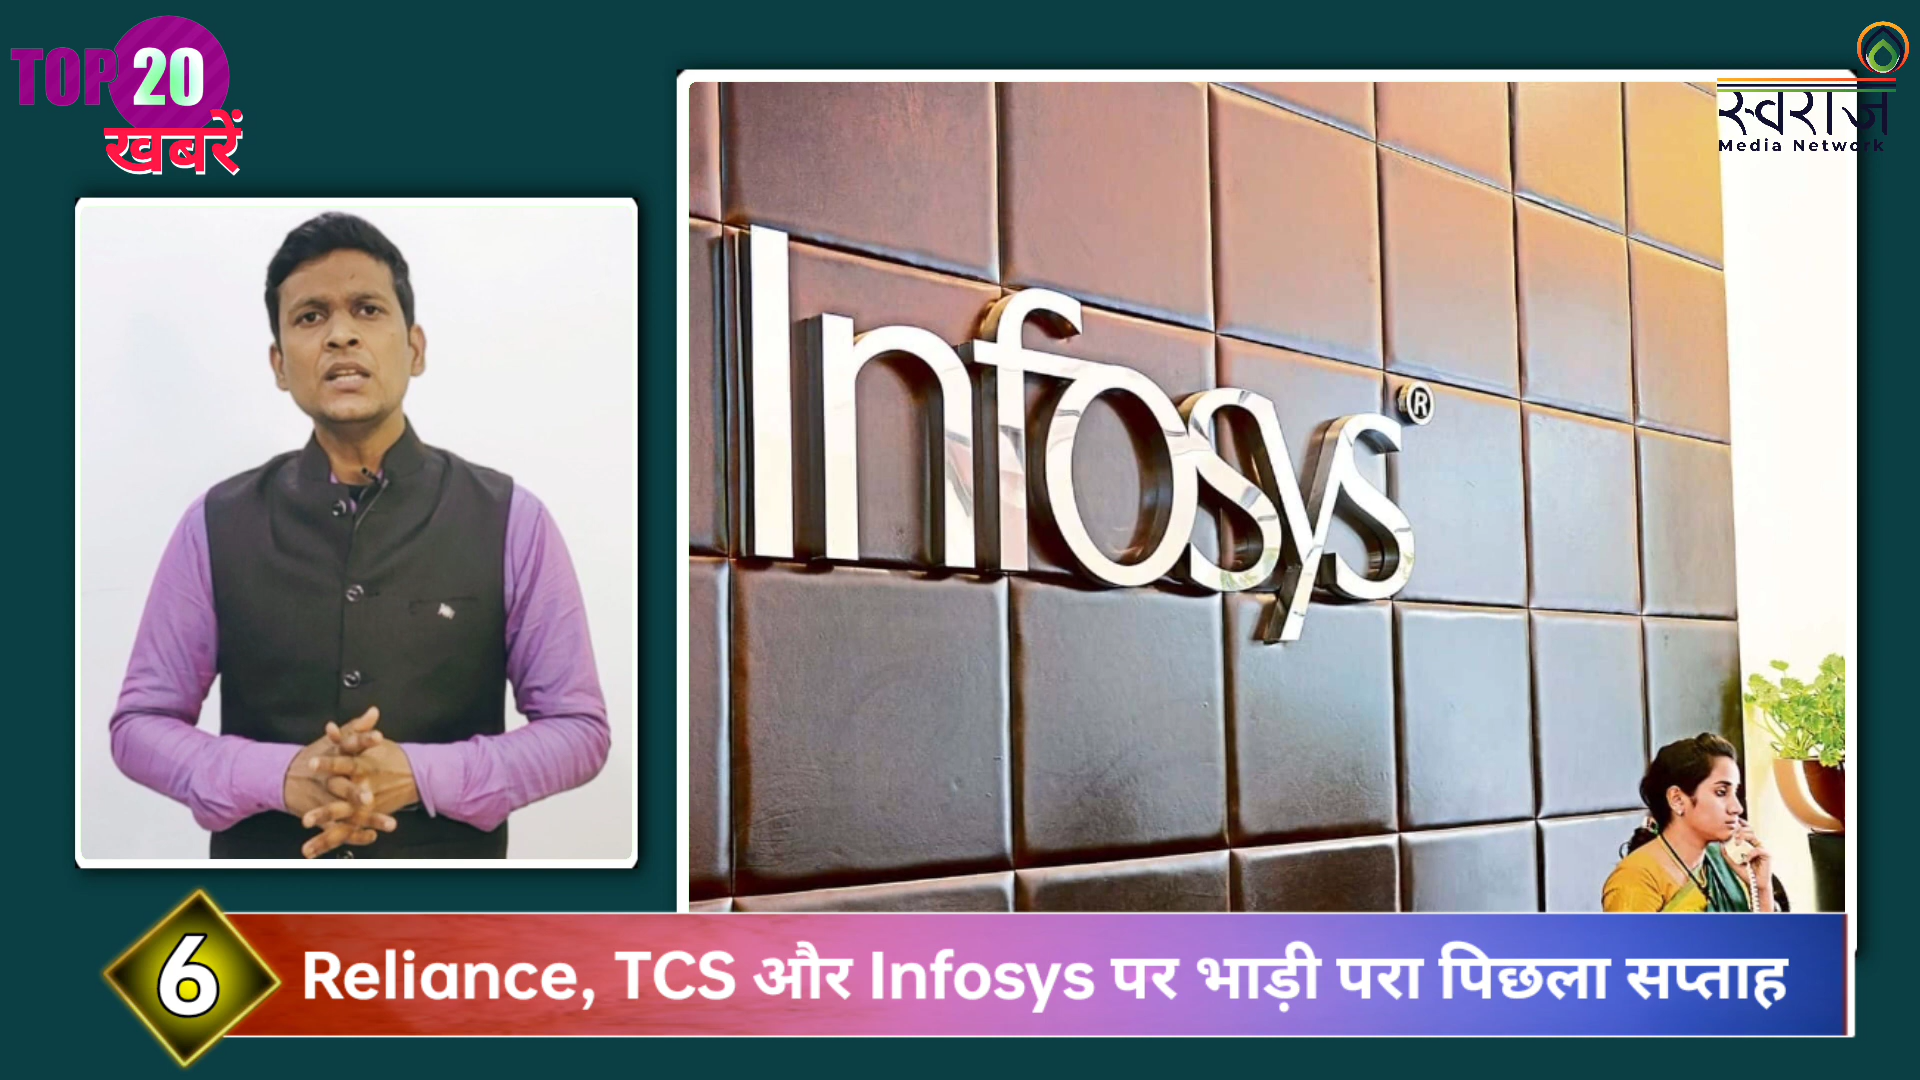 TOP 20
खबरें
स्वराज
Media Network
Infosys®
6
Reliance, TCS और Infosys पर भाड़ी परा पिछला सप्ताह